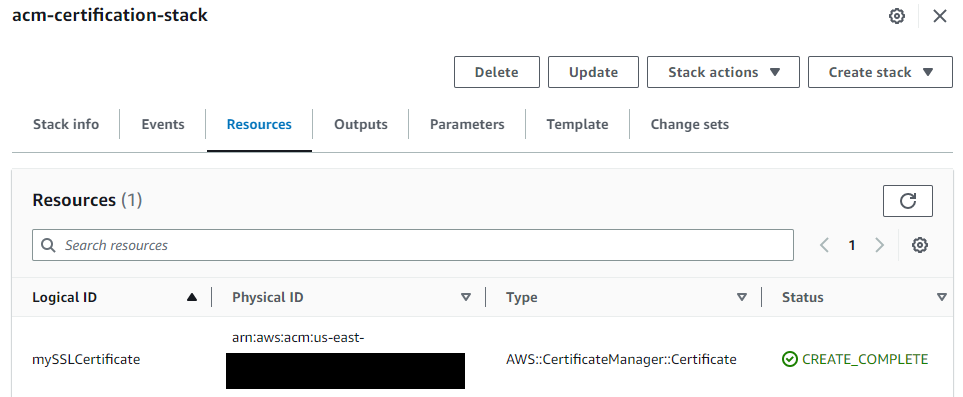 acm-certification-stack
Delete
Update
Stack actions
Create stack
Stack info
Events
Resources
Outputs
Parameters
Template
Change sets
Resources (1)
Search resources
1
Logical ID
Physical ID
Type
Status
arn:aws:acm:us-east-
mySSLCertificate
AWS::CertificateManager::Certificate
CREATE_COMPLETE